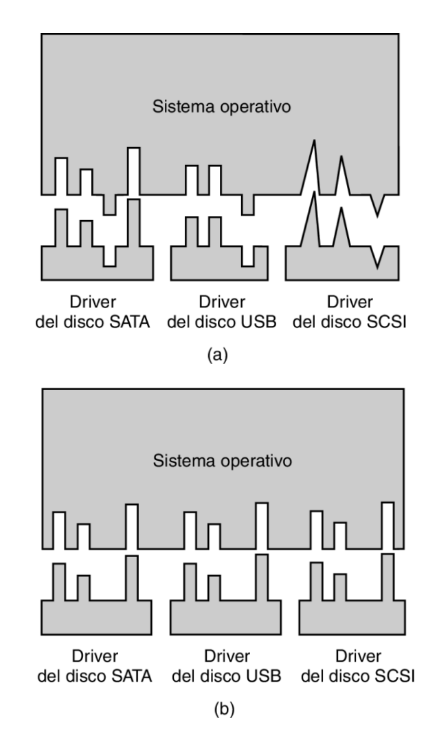 Sistema operativo
Driver
del disco SATA
Driver
del disco USB
Driver
del disco SCSI
(a)
Sistema operativo
Driver
del disco SATA
Driver
del disco USB
Driver
del disco SCSI
(b)